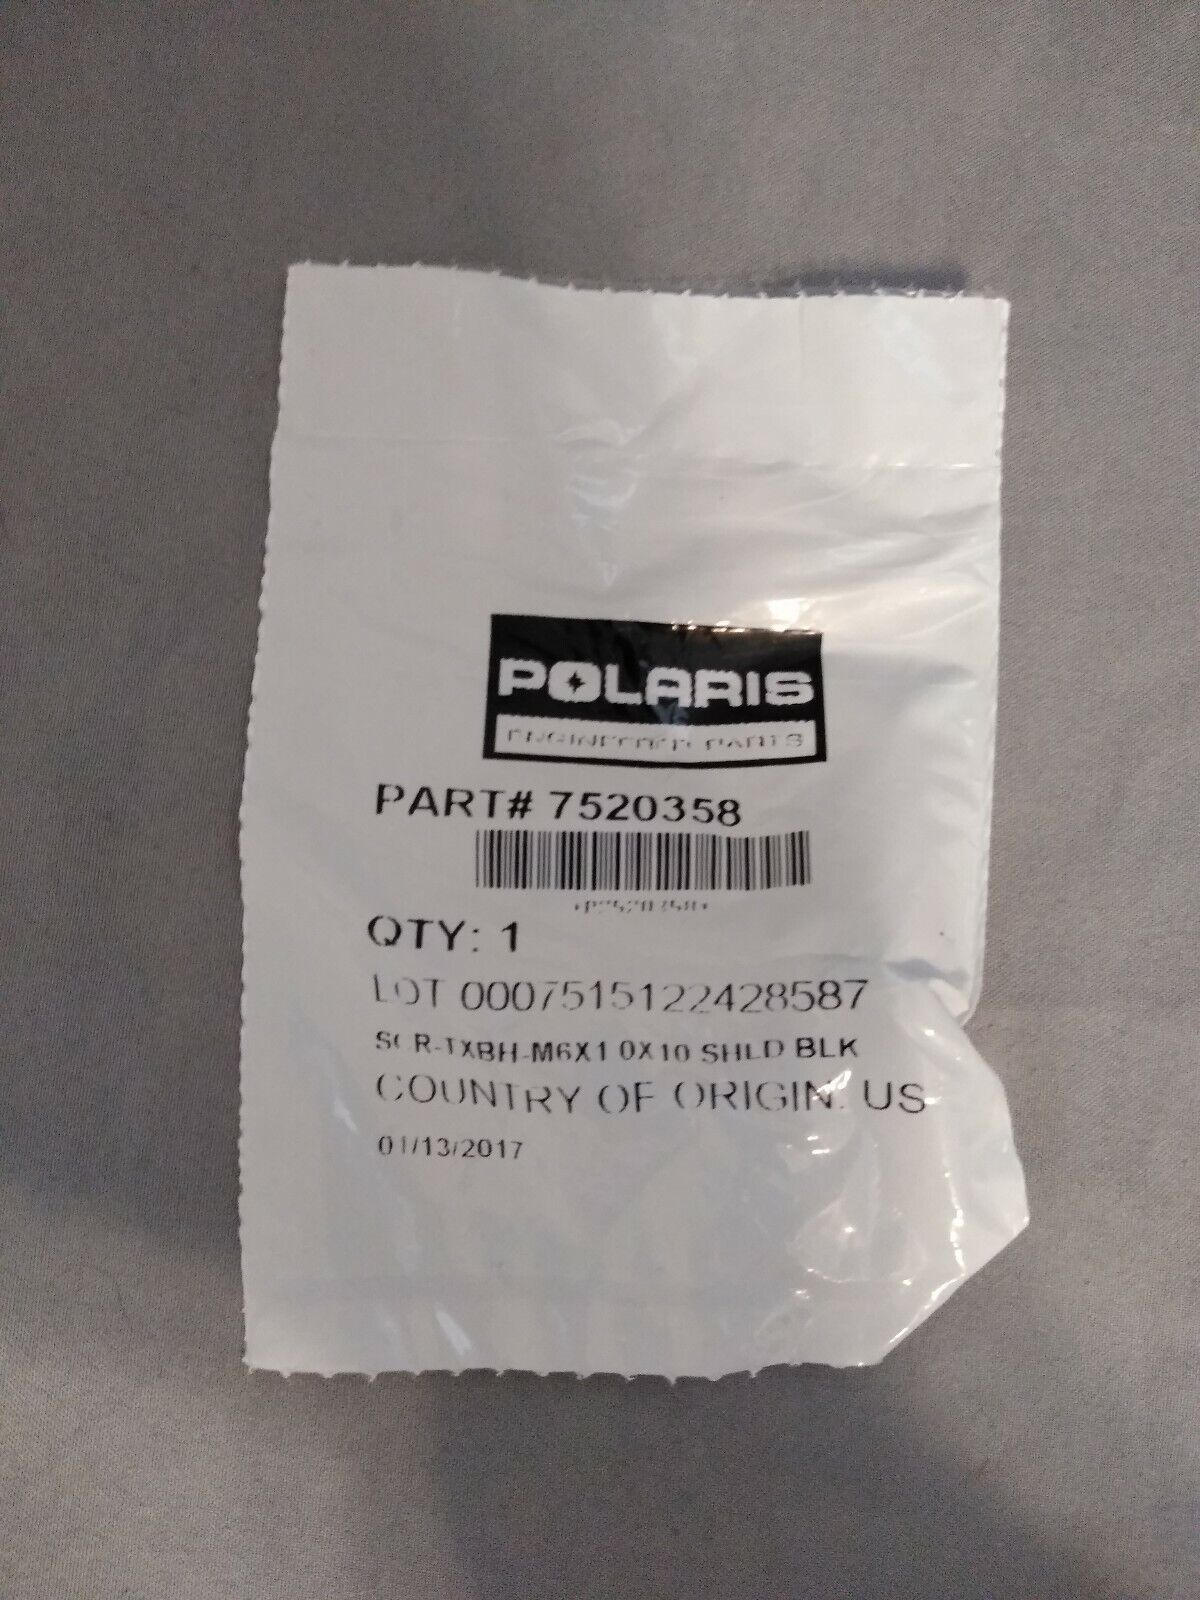 POLARIS
ENGINEERED PARTS
PART# 7520358
QTY: 1
LOT 0007515122428587
SCR-TXBH-M6X1.0X10 SHLD BLK
COUNTRY OF ORIGIN: US
01/13/2017